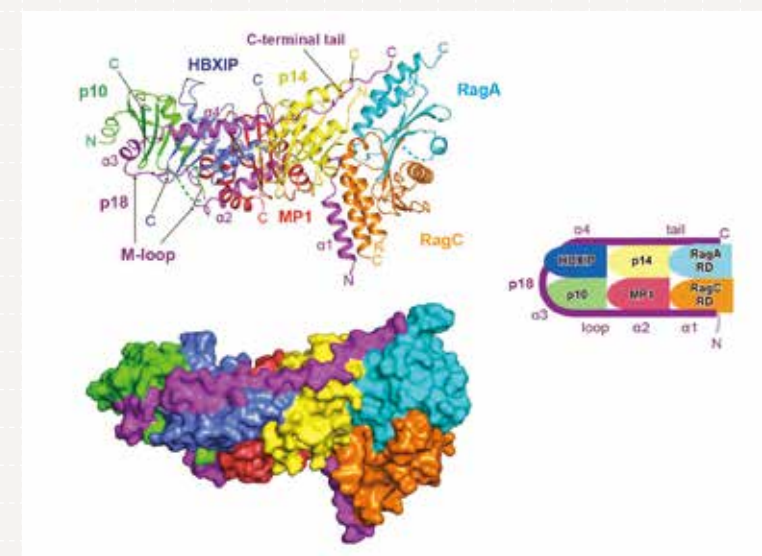 C-terminal tail
C
HBXIP
C
p14
C
C
p10
RagA
α4
N
N
α3
p18
C
α2
C
MP1
M-loop
α1
RagC
N
C
α4
tail
C
HBXIP
p14
RagA
RD
p18
p10
MP1
RagC
RD
α3
loop
α2
α1
N